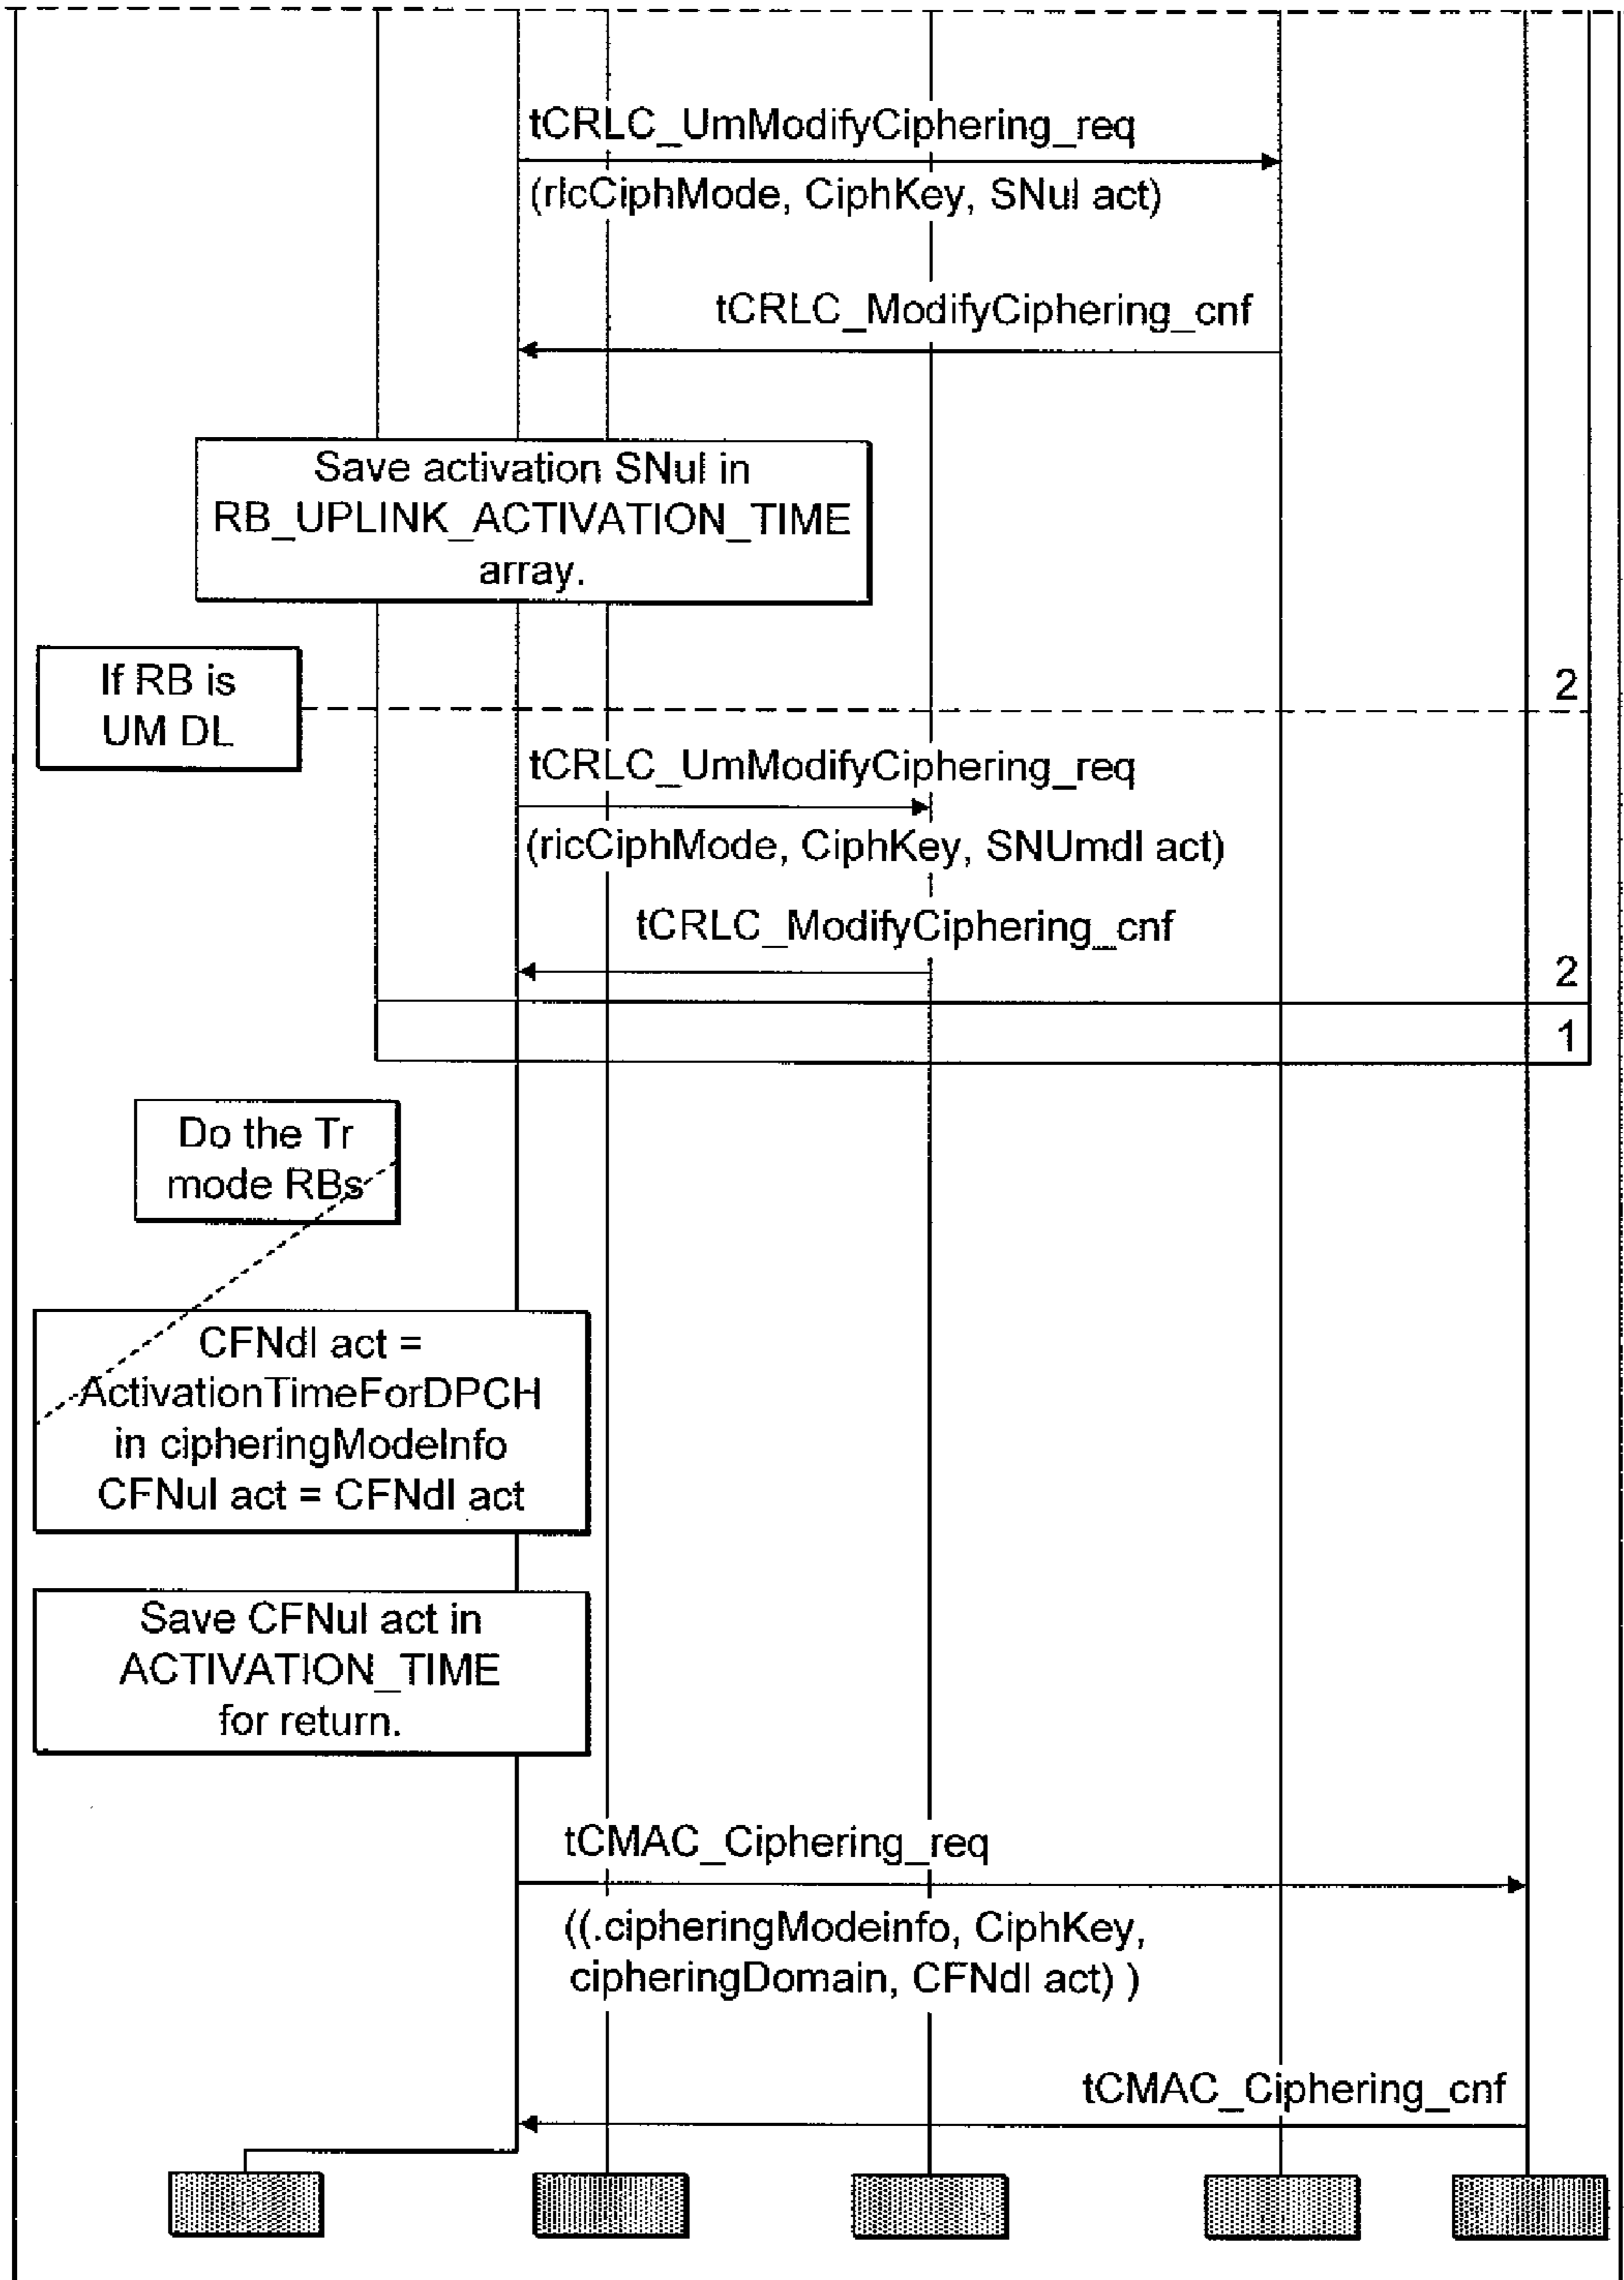 tCRLC_UmModifyCiphering_req
(rlcCiphMode, CiphKey, SNul act)
tCRLC_ModifyCiphering_cnf
Save activation SNul in
RB_UPLINK_ACTIVATION_TIME
array.
If RB is
UM DL
2
tCRLC_UmModifyCiphering_req
(ricCiphMode, CiphKey, SNUmdl act)
tCRLC_ModifyCiphering_cnf
2
1
Do the Tr
mode RBs
CFNdl act =
ActivationTimeForDPCH
in cipheringModeInfo
CFNul act = CFNdl act
Save CFNul act in
ACTIVATION_TIME
for return.
tCMAC_Ciphering_req
((.cipheringModeinfo, CiphKey,
cipheringDomain, CFNdl act) )
tCMAC_Ciphering_cnf